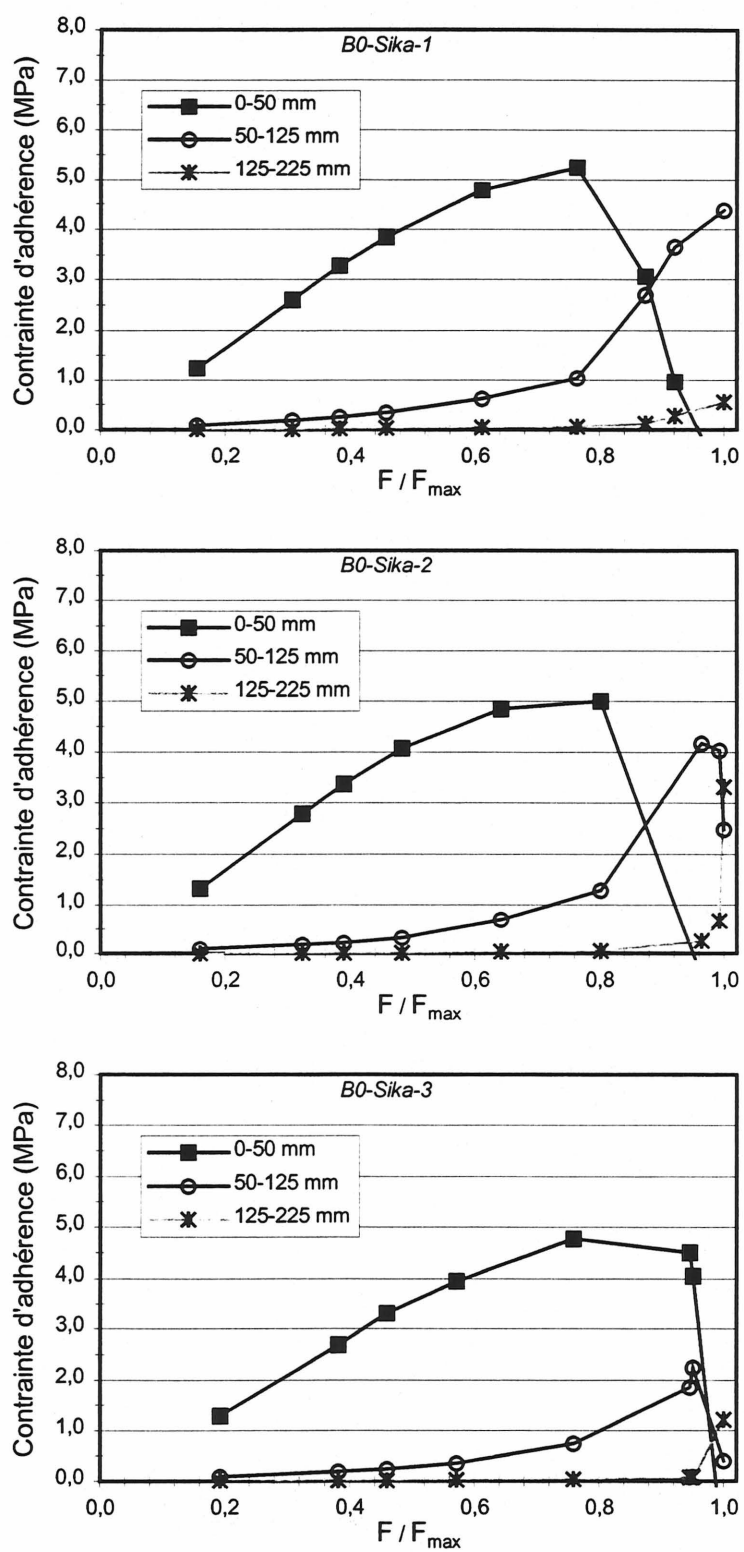 B0-Sika-1
Contrainte d'adhérence (MPa)
8,0
7,0
6,0
5,0
4,0
3,0
2,0
1,0
0,0
0-50 mm
50-125 mm
125-225 mm
0,0 0,2 0,4 0,6 0,8 1,0
F / Fmax
B0-Sika-2
Contrainte d'adhérence (MPa)
8,0
7,0
6,0
5,0
4,0
3,0
2,0
1,0
0,0
0-50 mm
50-125 mm
125-225 mm
0,0 0,2 0,4 0,6 0,8 1,0
F / Fmax
B0-Sika-3
Contrainte d'adhérence (MPa)
8,0
7,0
6,0
5,0
4,0
3,0
2,0
1,0
0,0
0-50 mm
50-125 mm
125-225 mm
0,0 0,2 0,4 0,6 0,8 1,0
F / Fmax